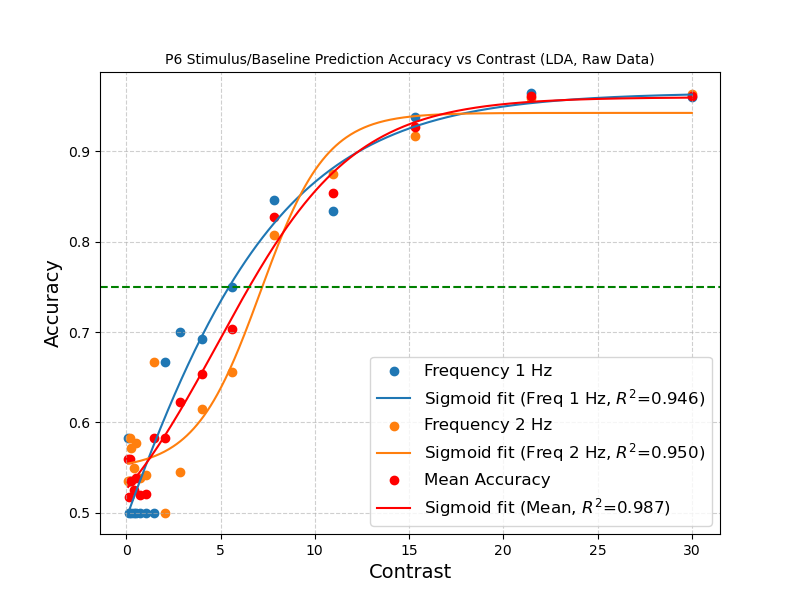 P6 Stimulus/Baseline Prediction Accuracy vs Contrast (LDA, Raw Data)
Accuracy
0.9
0.8
0.7
0.6
0.5
Frequency 1 Hz
Sigmoid fit (Freq 1 Hz, R²=0.946)
Frequency 2 Hz
Sigmoid fit (Freq 2 Hz, R²=0.950)
Mean Accuracy
Sigmoid fit (Mean, R²=0.987)
0 5 10 15 20 25 30
Contrast